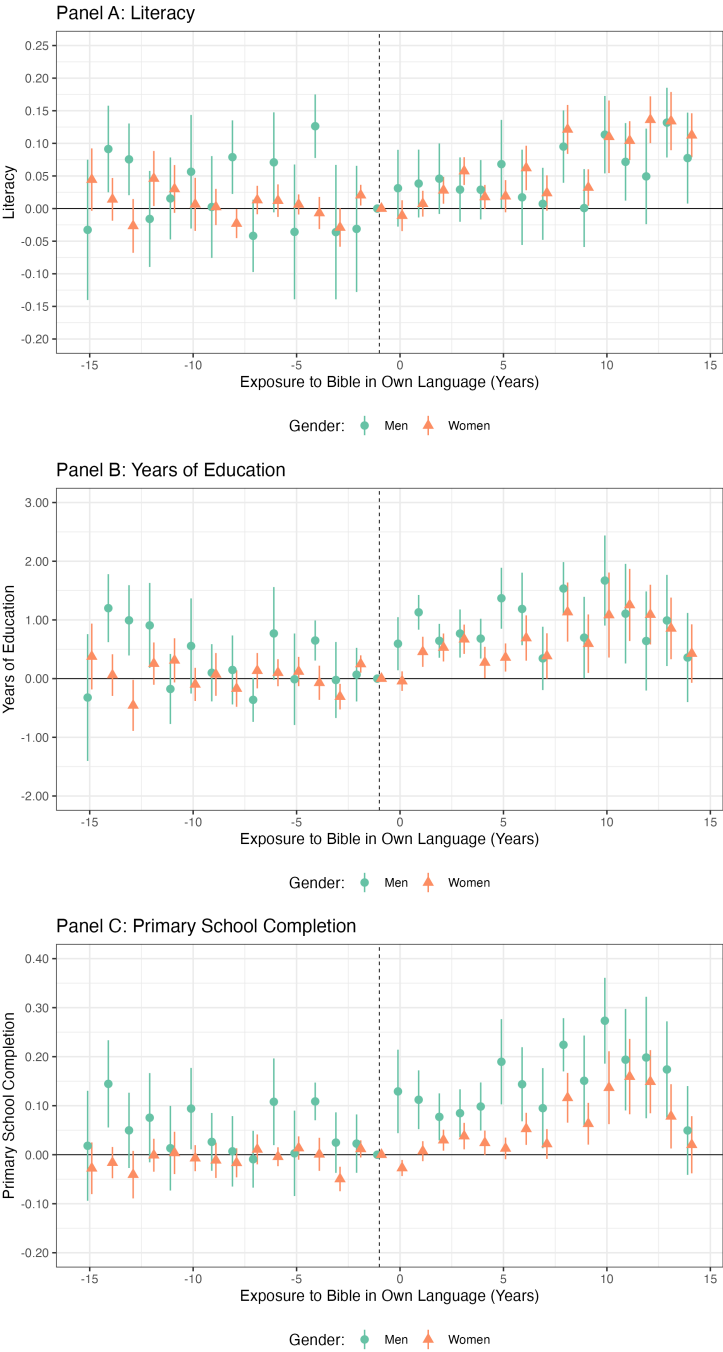 Panel A: Literacy
0.25
0.20
0.15
0.10
0.05
0.00
-0.05
-0.10
-0.15
-0.20
Literacy
-15 -10 -5 0 5 10 15
Exposure to Bible in Own Language (Years)
Gender: Men Women
Panel B: Years of Education
3.00
2.00
1.00
0.00
-1.00
-2.00
Years of Education
-15 -10 -5 0 5 10 15
Exposure to Bible in Own Language (Years)
Gender: Men Women
Panel C: Primary School Completion
0.40
0.30
0.20
0.10
0.00
-0.10
-0.20
Primary School Completion
-15 -10 -5 0 5 10 15
Exposure to Bible in Own Language (Years)
Gender: Men Women